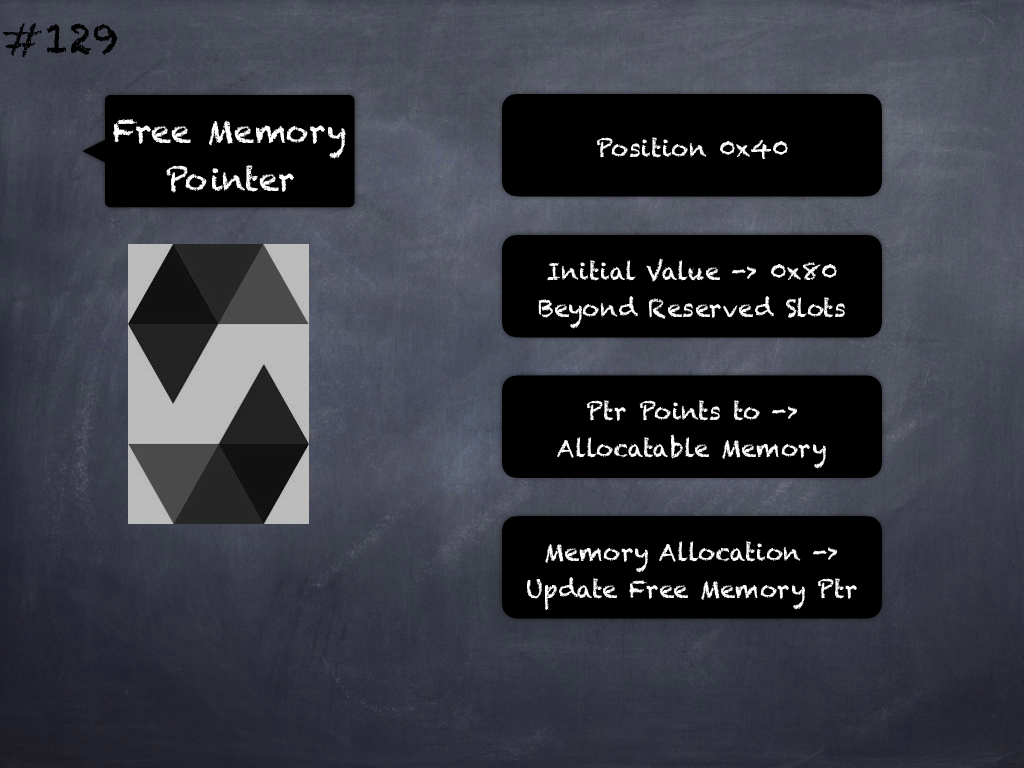 #129
Free Memory
Pointer
Position 0x40
Initial Value -> 0x80
Beyond Reserved Slots
Ptr Points to ->
Allocatable Memory
Memory Allocation ->
Update Free Memory Ptr